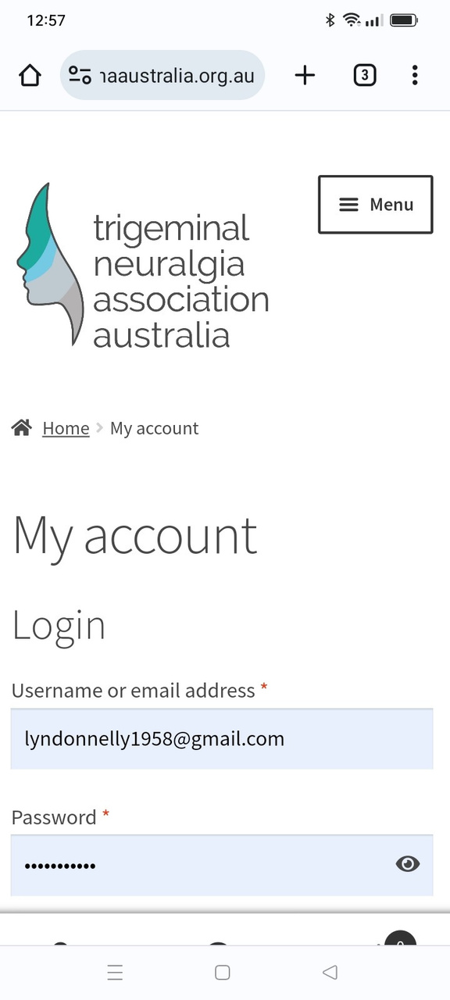 12:57
naaustralia.org.au
3
trigeminal
Menu
neuralgia
association
australia
Home
My account
My account
Login
Username or email address *
lyndonnelly1958@gmail.com
Password *
•••••••••••